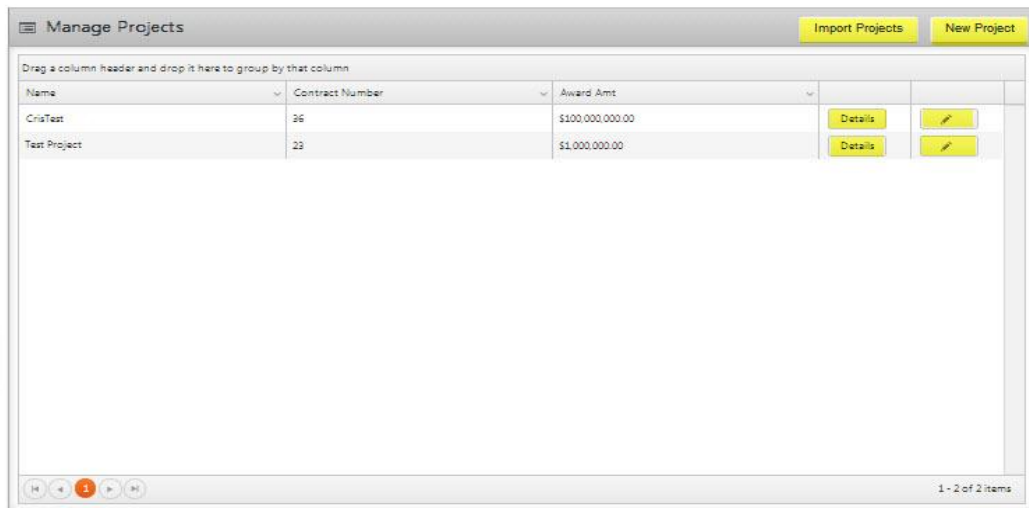 Manage Projects Import Projects New Project
Drag a column header and drop it here to group by that column
Name Contract Number Award Amt
CrisTest 36 $100,000,000.00 Details
Test Project 23 $1,000,000.00 Details
1 1 - 2 of 2 items